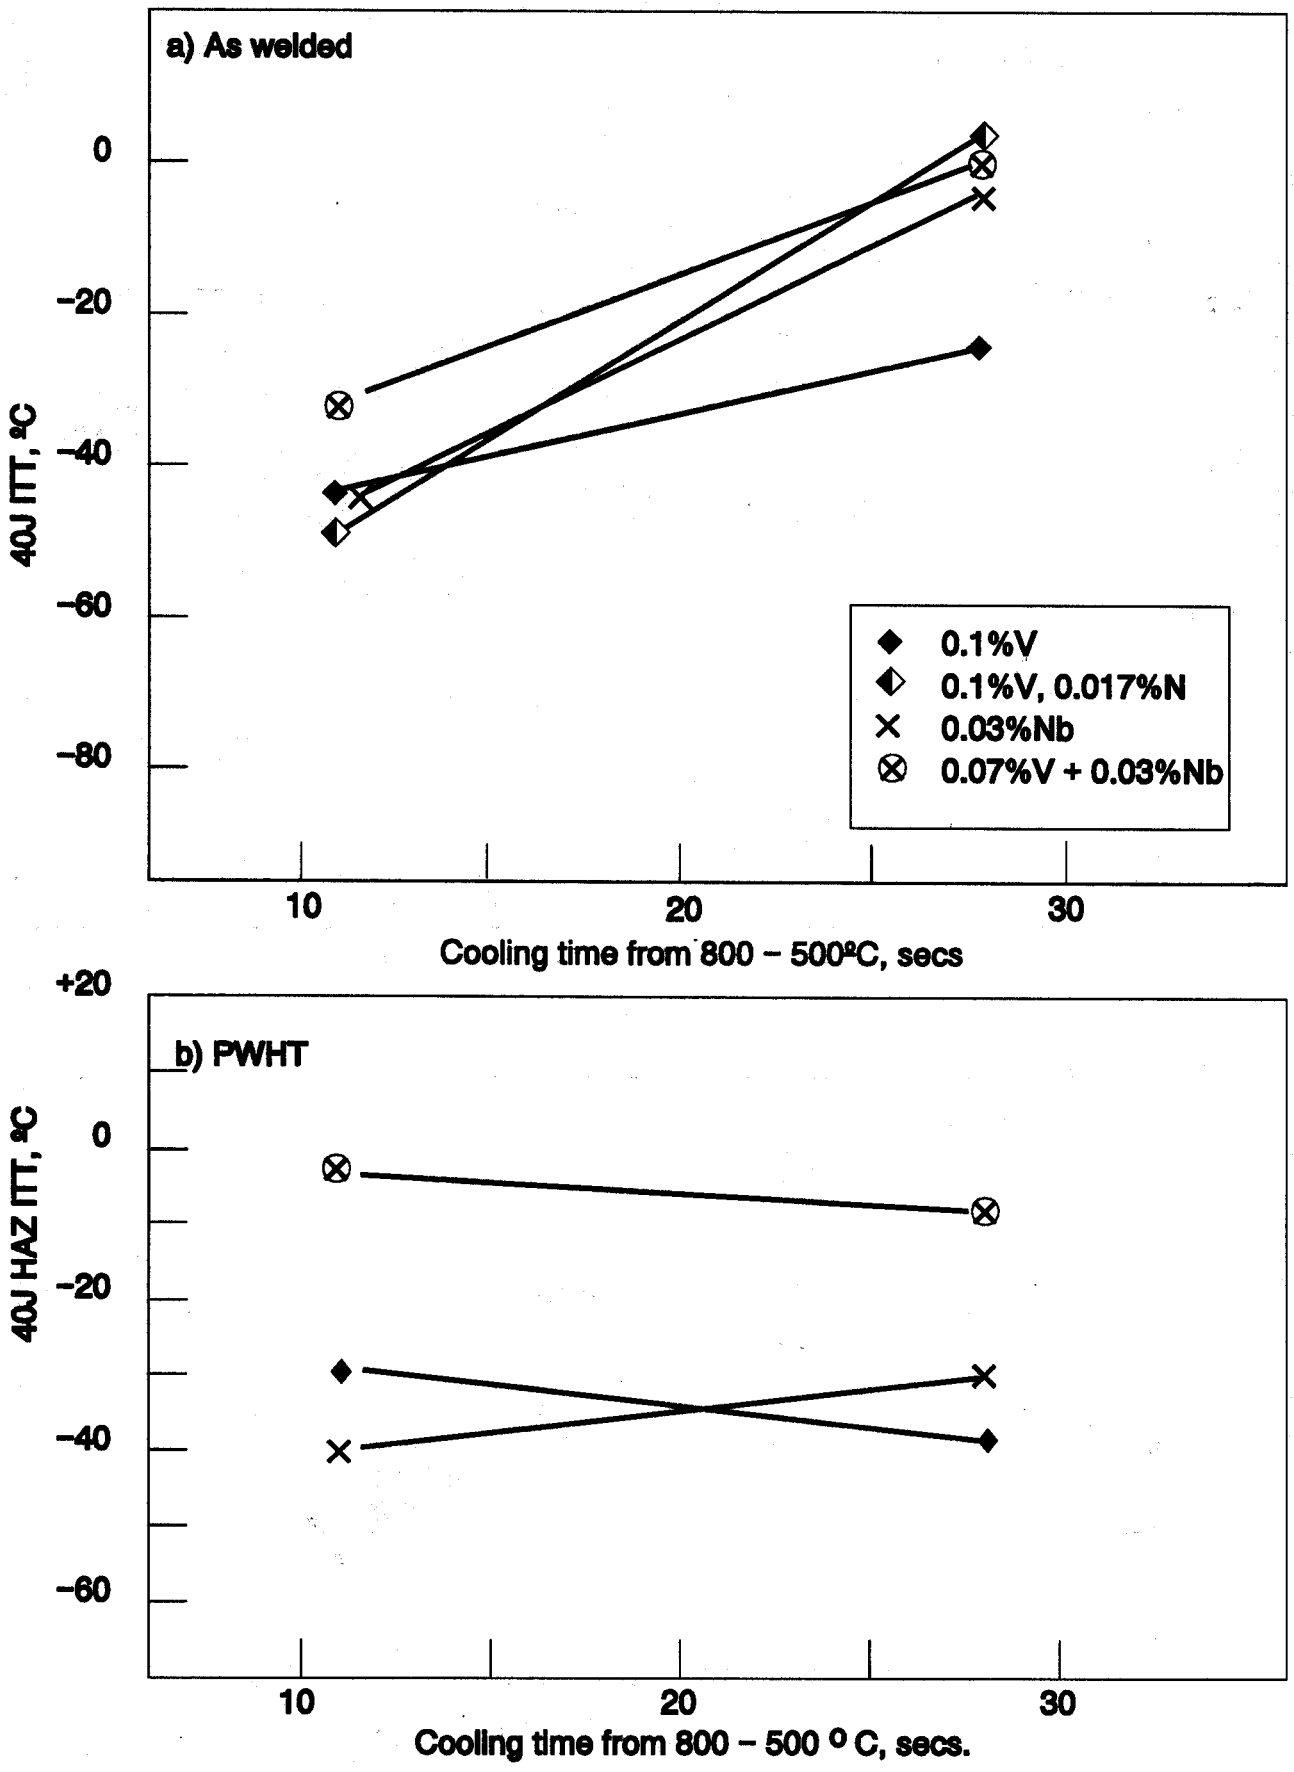 a) As welded
0
−20
−40
−60
−80
40J ITT, ºC
0.1%V
0.1%V, 0.017%N
0.03%Nb
0.07%V + 0.03%Nb
10 20 30
Cooling time from 800 − 500ºC, secs
+20
b) PWHT
0
−20
−40
−60
40J HAZ ITT, ºC
10 20 30
Cooling time from 800 − 500 º C, secs.